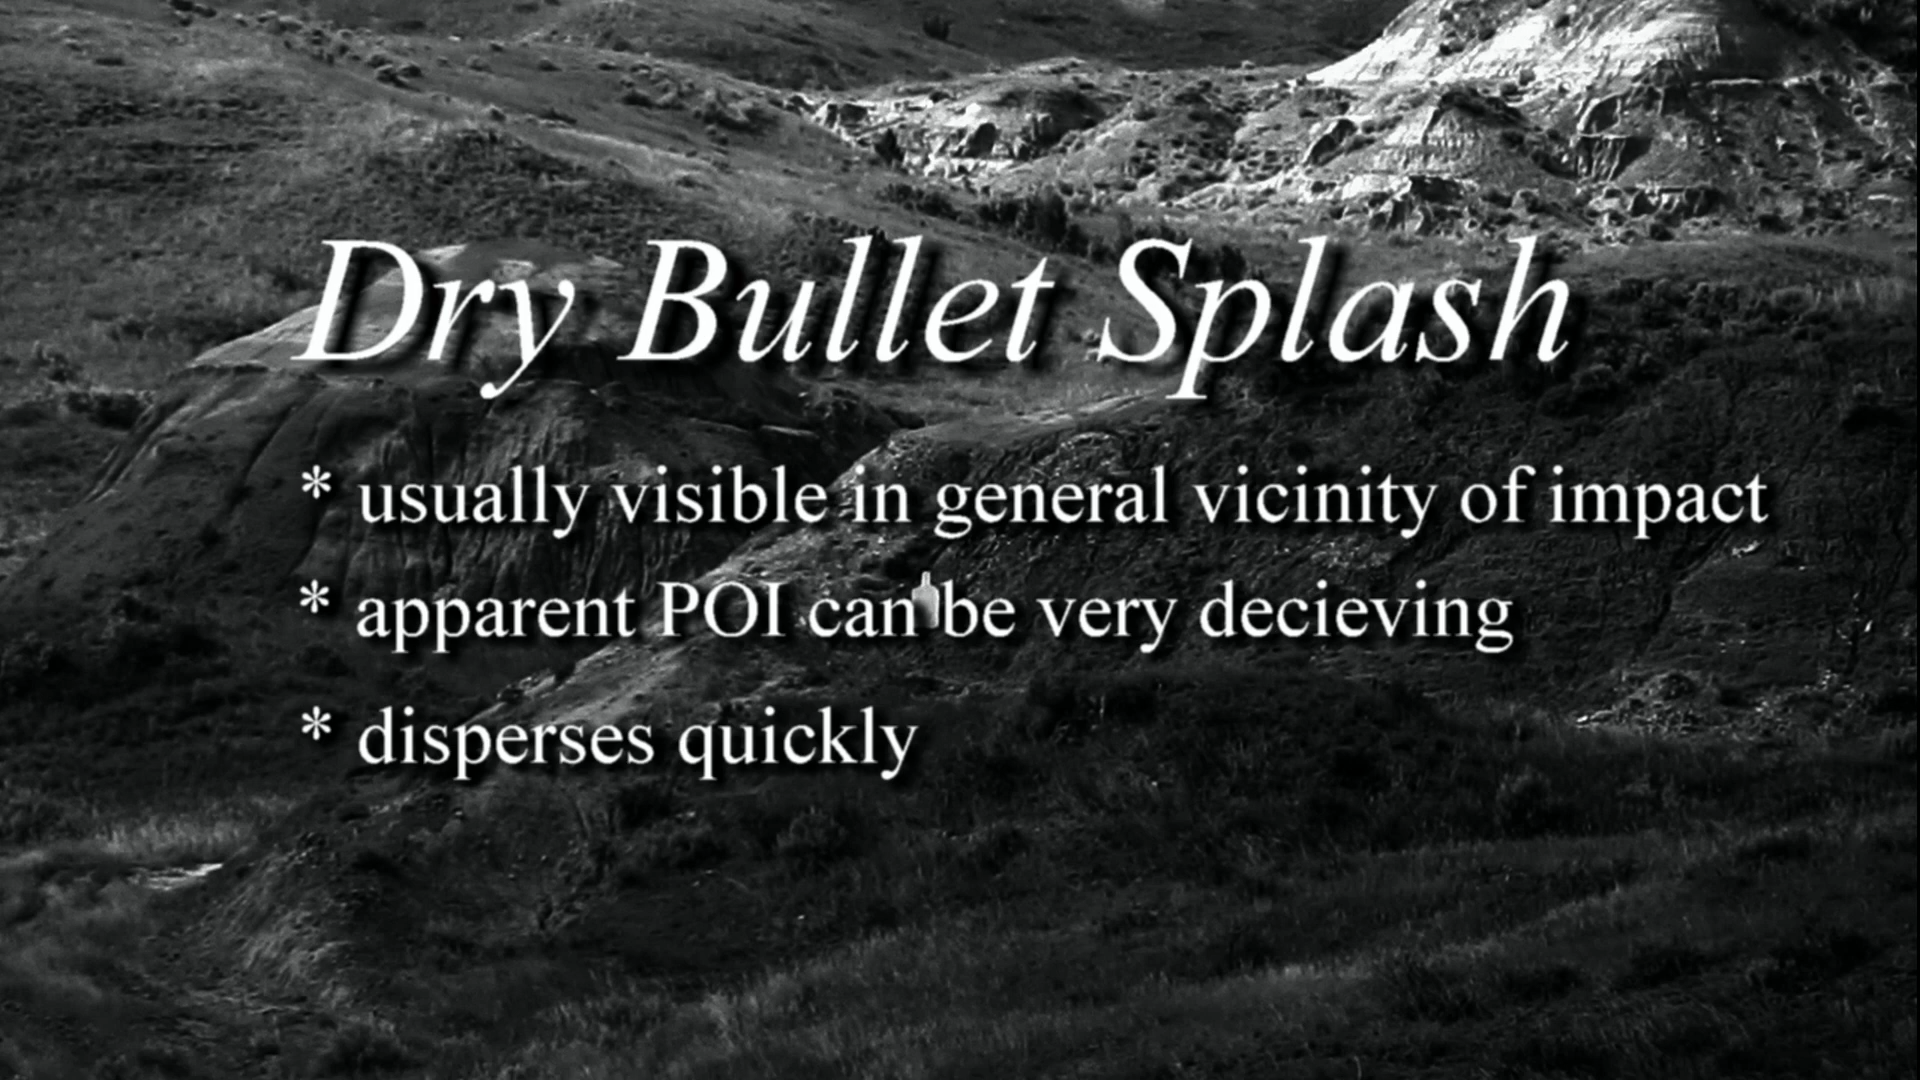 Dry Bullet Splash
* usually visible in general vicinity of impact
* apparent POI can be very decieving
* disperses quickly